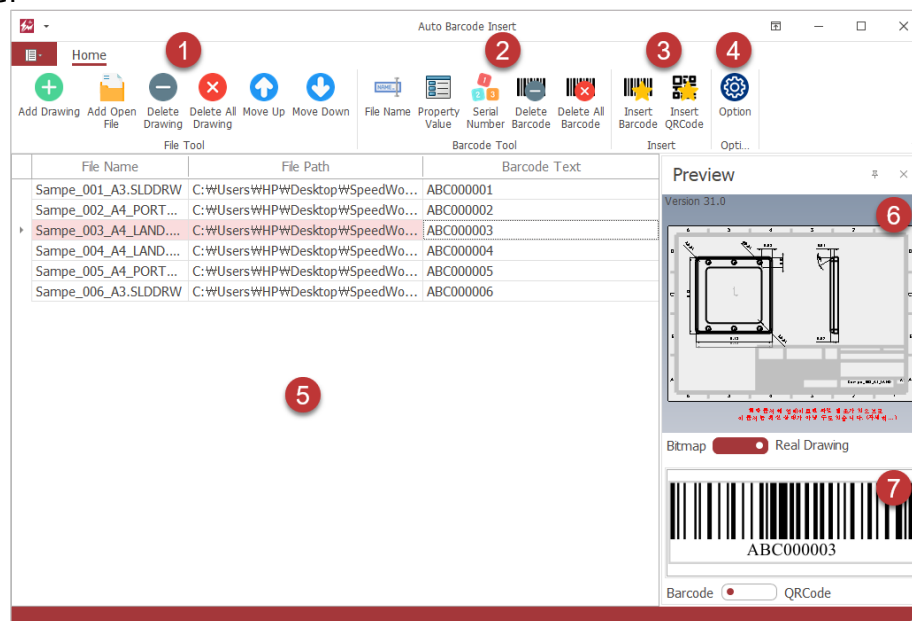 Auto Barcode Insert
Home
1
2
3
4
Add Drawing
Add Open File
Delete Drawing
Delete All Drawing
Move Up
Move Down
File Name
Property Value
Serial Number
Delete Barcode
Delete All Barcode
Insert Barcode
Insert QRCode
Option
File Tool
Barcode Tool
Insert
Opti...
File Name File Path Barcode Text
Sampe_001_A3.SLDDRW C:₩Users₩HP₩Desktop₩SpeedWo... ABC000001
Sampe_002_A4_PORT... C:₩Users₩HP₩Desktop₩SpeedWo... ABC000002
Sampe_003_A4_LAND.... C:₩Users₩HP₩Desktop₩SpeedWo... ABC000003
Sampe_004_A4_LAND.... C:₩Users₩HP₩Desktop₩SpeedWo... ABC000004
Sampe_005_A4_PORT... C:₩Users₩HP₩Desktop₩SpeedWo... ABC000005
Sampe_006_A3.SLDDRW C:₩Users₩HP₩Desktop₩SpeedWo... ABC000006
5
Preview
Version 31.0
6
Bitmap Real Drawing
7
ABC000003
Barcode QRCode